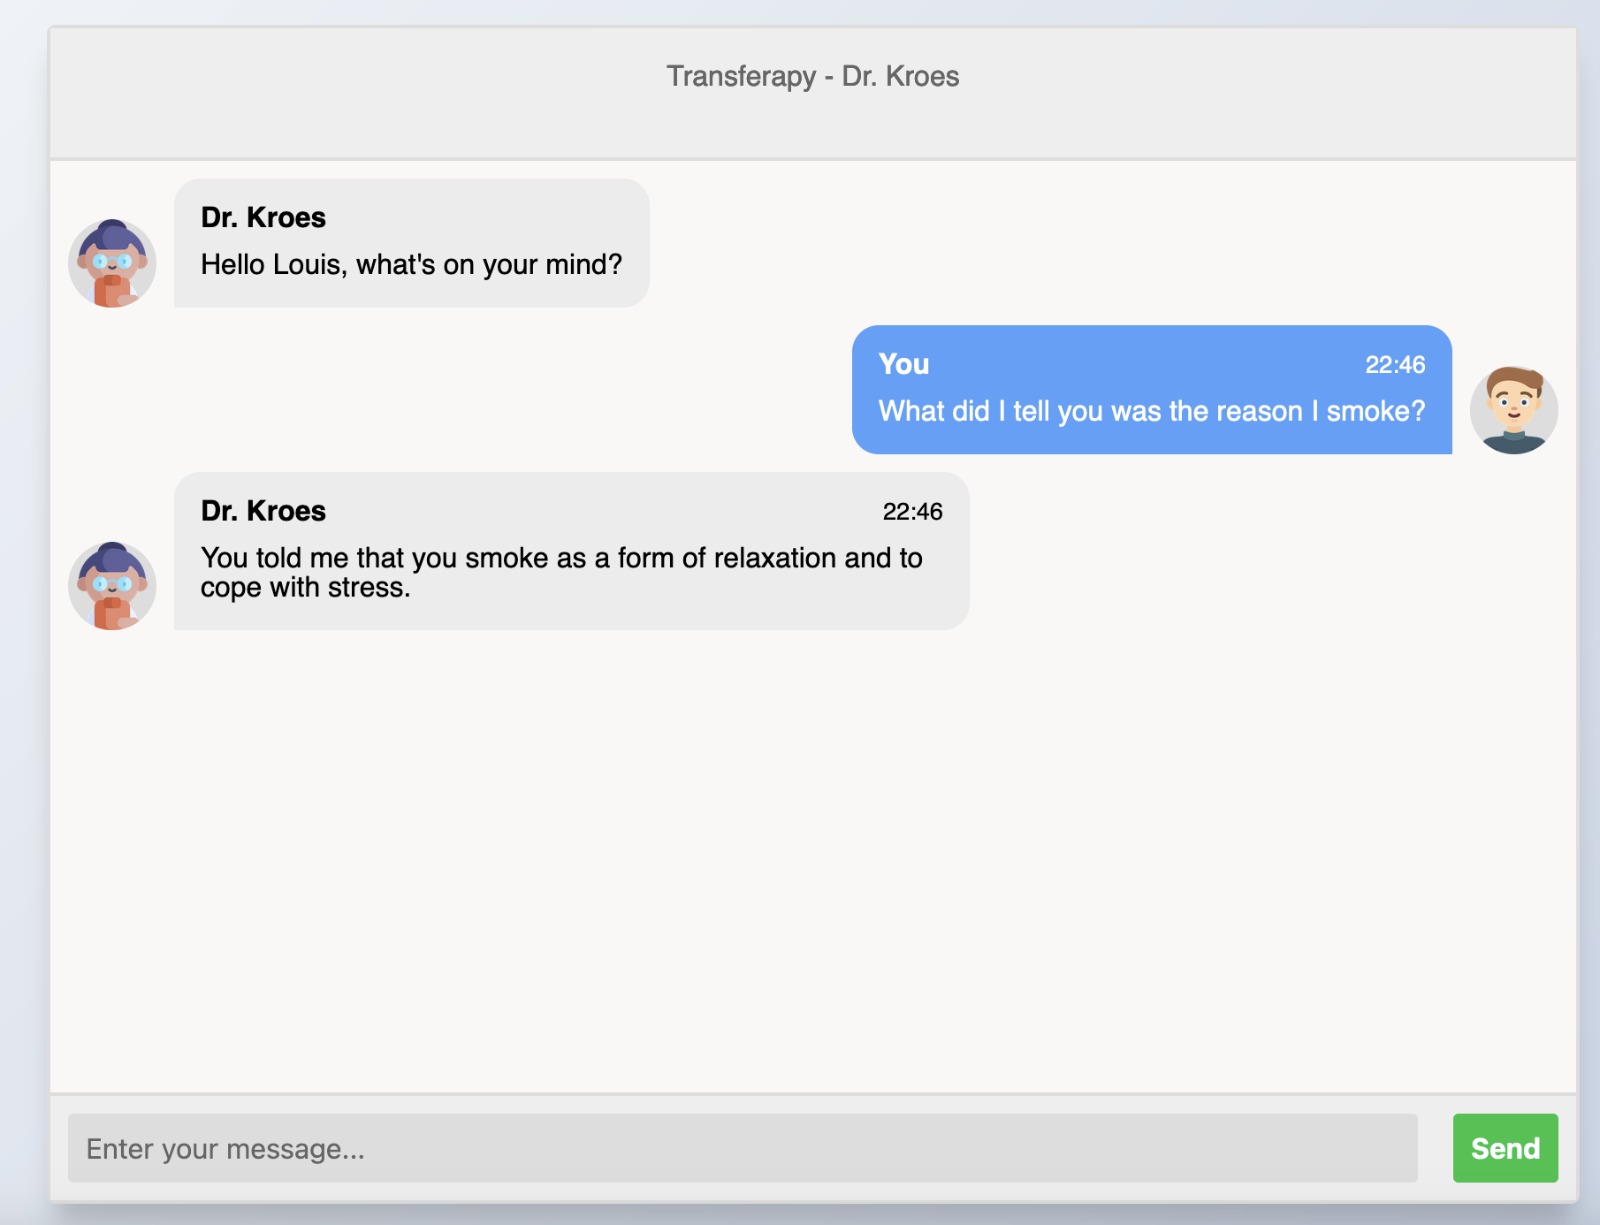 Transferapy - Dr. Kroes
Dr. Kroes
Hello Louis, what's on your mind?
You 22:46
What did I tell you was the reason I smoke?
Dr. Kroes 22:46
You told me that you smoke as a form of relaxation and to
cope with stress.
Enter your message...
Send